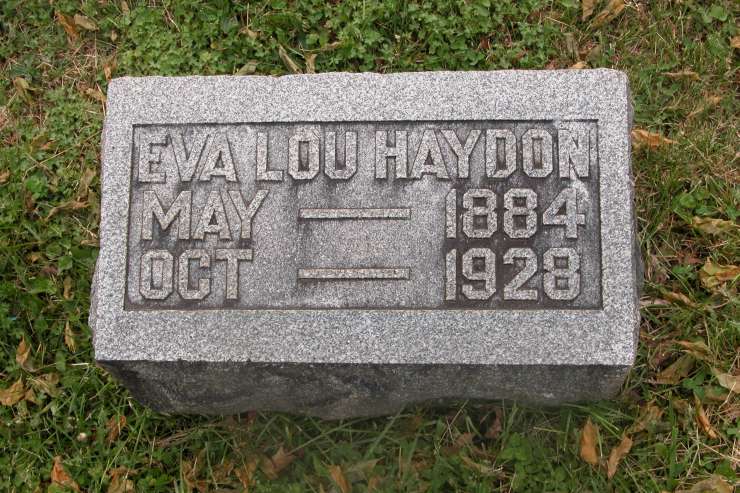 EVA LOU HAYDON
MAY — 1884
OCT — 1928